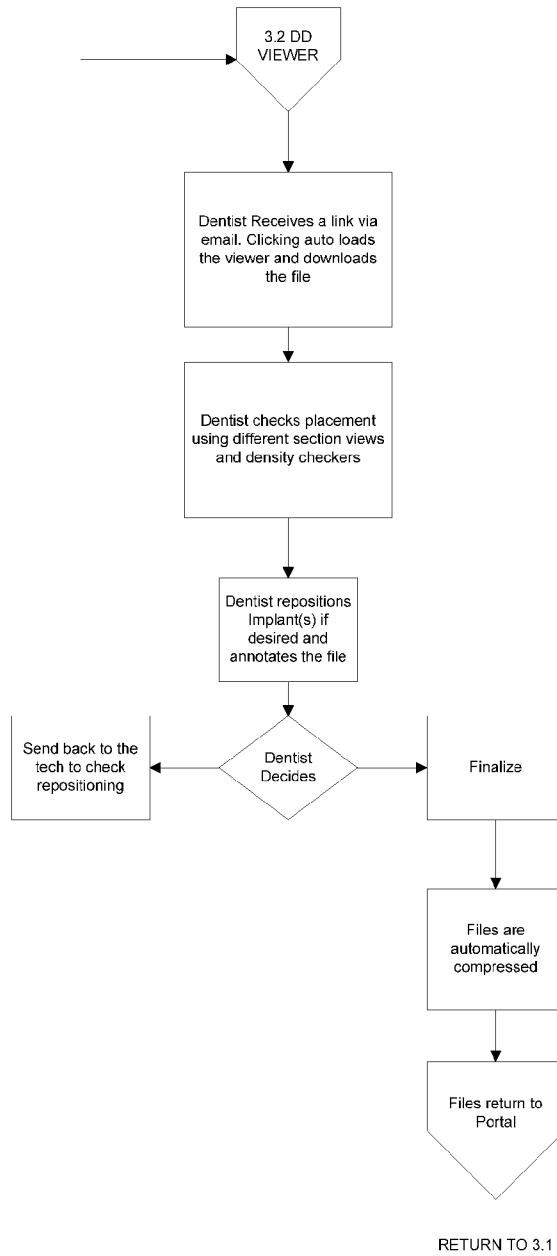 3.2 DD
VIEWER
Dentist Receives a link via
email. Clicking auto loads
the viewer and downloads
the file
Dentist checks placement
using different section views
and density checkers
Dentist repositions
Implant(s) if
desired and
annotates the file
Send back to the
tech to check
repositioning
Dentist
Decides
Finalize
Files are
automatically
compressed
Files return to
Portal
RETURN TO 3.1